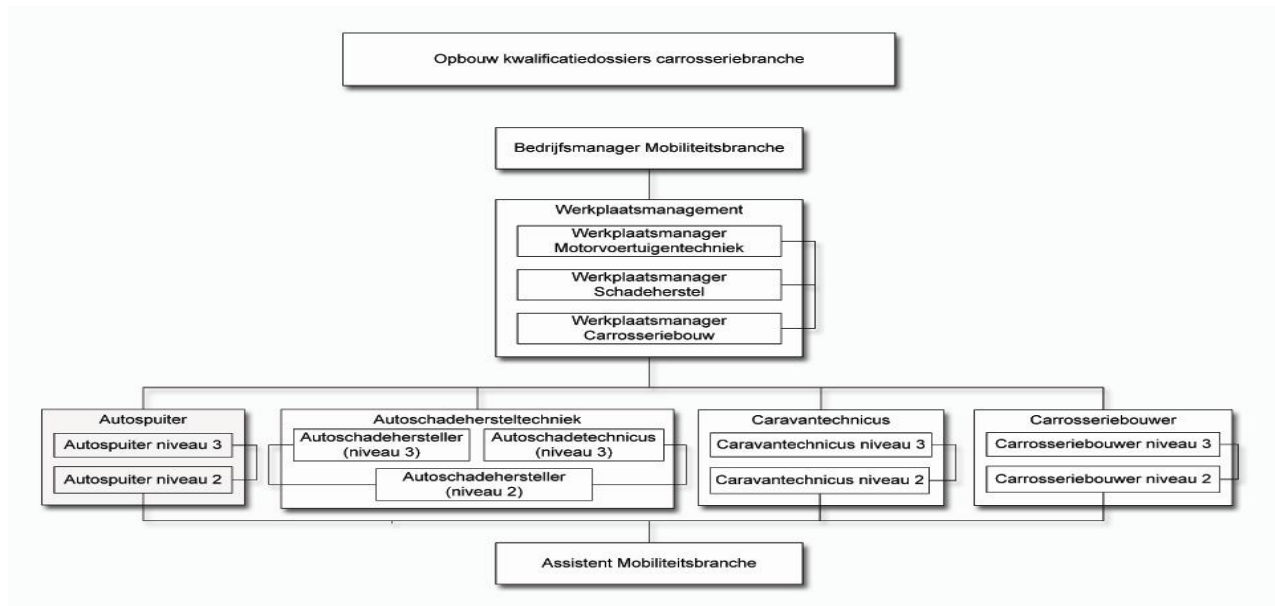 Opbouw kwalificatiedossiers carrosseriebranche
Bedrijfsmanager Mobiliteitsbranche
Werkplaatsmanagement
Werkplaatsmanager
Motorvoertuigentechniek
Werkplaatsmanager
Schadeherstel
Werkplaatsmanager
Carrosseriebouw
Autospuiter
Autospuiter niveau 3
Autospuiter niveau 2
Autoschadehersteltechniek
Autoschadehersteller
(niveau 3)
Autoschadetechnicus
(niveau 3)
Autoschadehersteller
(niveau 2)
Caravantechnicus
Caravantechnicus niveau 3
Caravantechnicus niveau 2
Carrosseriebouwer
Carrosseriebouwer niveau 3
Carrosseriebouwer niveau 2
Assistent Mobiliteitsbranche